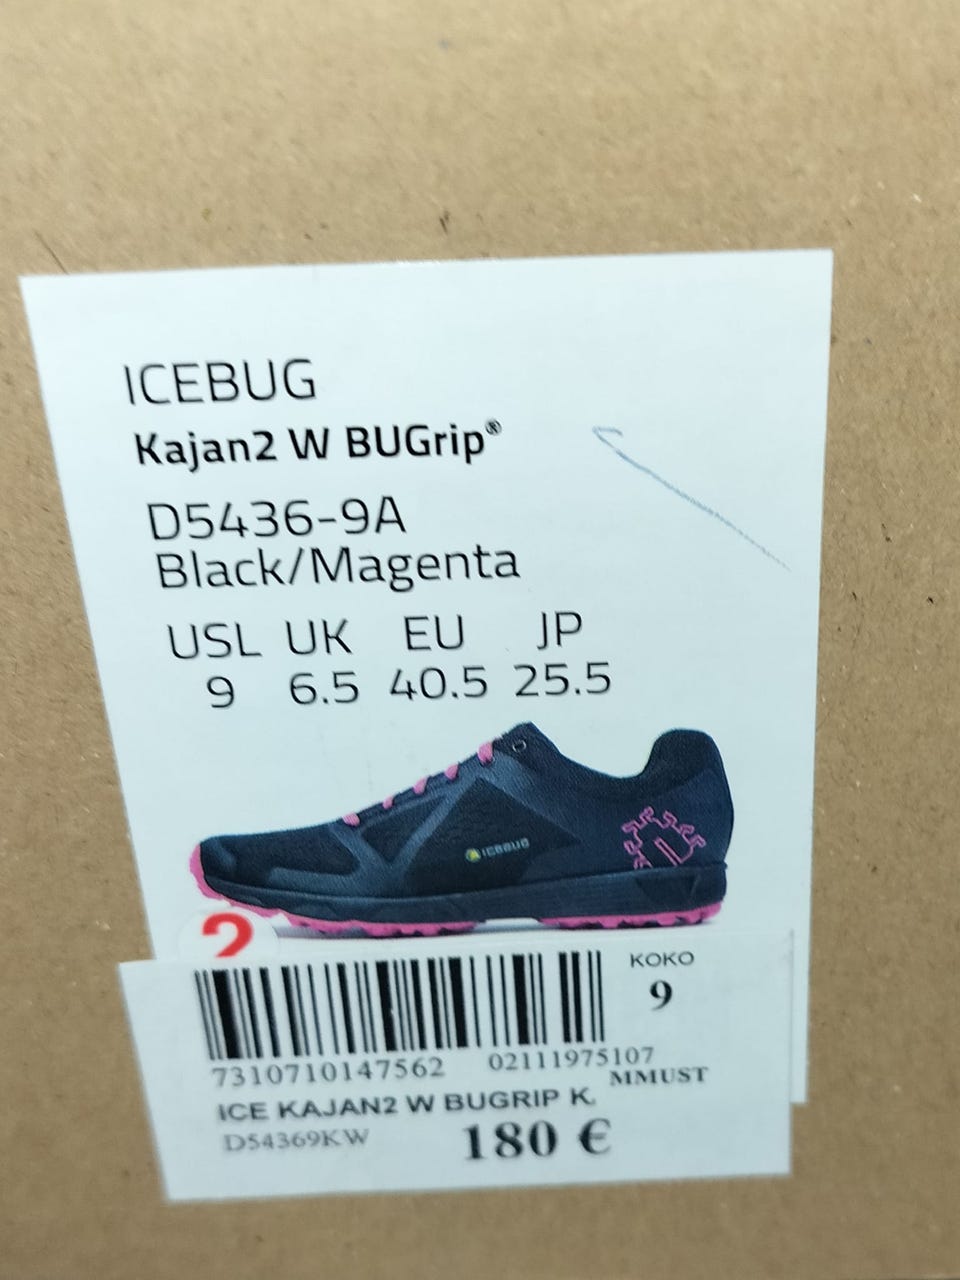 ICEBUG
Kajan2 W BUGrip®
D5436-9A
Black/Magenta
USL UK EU JP
9 6.5 40.5 25.5
ICEBUG
2
KOKO
9
7310710147562 02111975107
MMUST
ICE KAJAN2 W BUGRIP K.
D54369KW 180 €